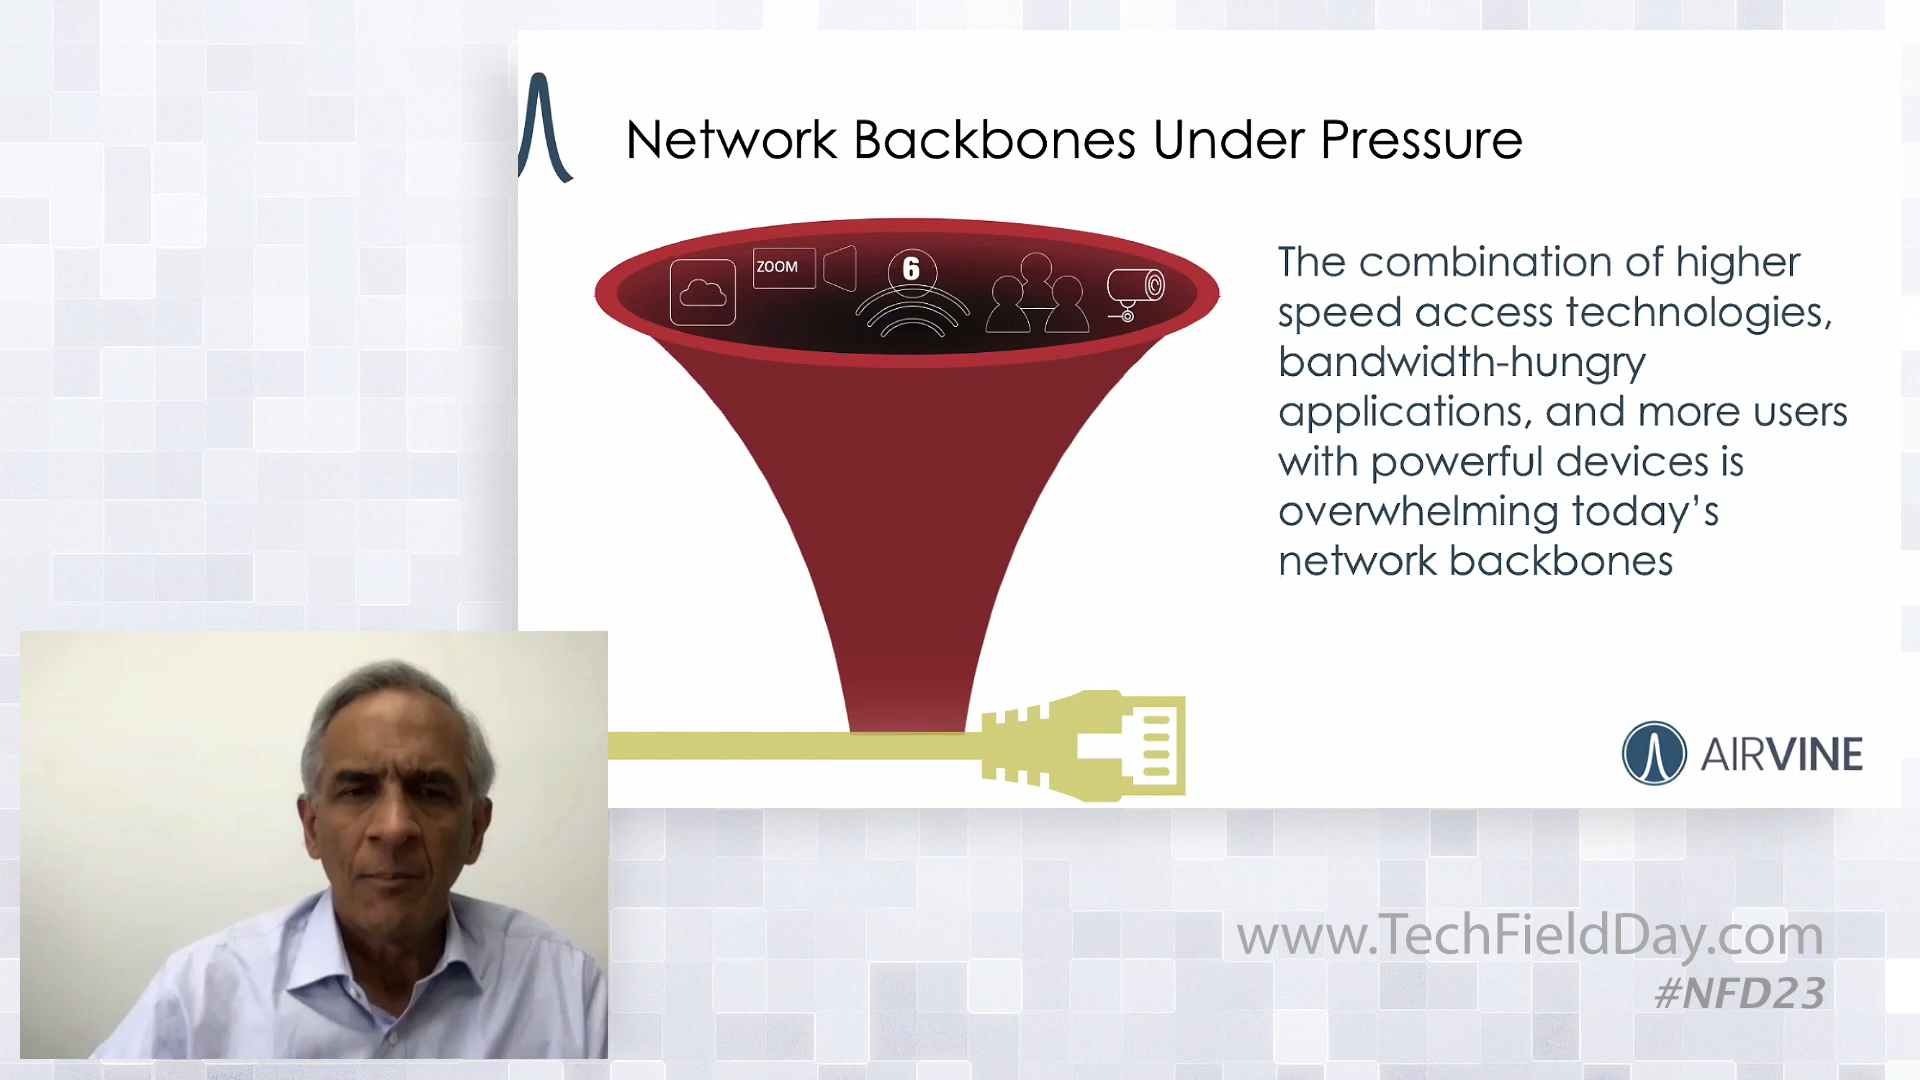 Network Backbones Under Pressure
ZOOM
6
The combination of higher
speed access technologies,
bandwidth-hungry
applications, and more users
with powerful devices is
overwhelming today’s
network backbones
AIRVINE
www.TechFieldDay.com
#NFD23